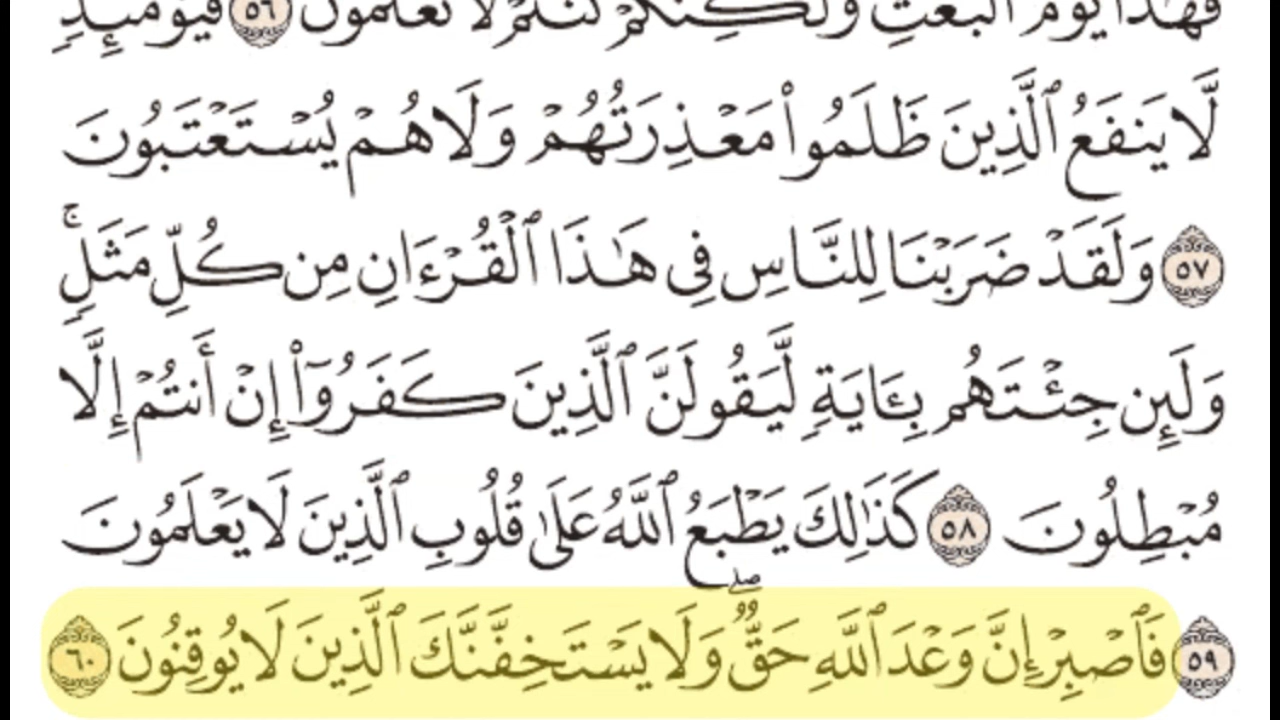 فَهَٰذَا يَوْمُ ٱلْبَعْثِ وَلَٰكِنَّكُمْ كُنتُمْ لَا تَعْلَمُونَ ٥٦ فَيَوْمَئِذٍ
لَّا يَنفَعُ ٱلَّذِينَ ظَلَمُوا۟ مَعْذِرَتُهُمْ وَلَا هُمْ يُسْتَعْتَبُونَ
٥٧ وَلَقَدْ ضَرَبْنَا لِلنَّاسِ فِى هَٰذَا ٱلْقُرْءَانِ مِن كُلِّ مَثَلٍۚ
وَلَئِن جِئْتَهُم بِـَٔايَةٍ لَّيَقُولَنَّ ٱلَّذِينَ كَفَرُوٓا۟ إِنْ أَنتُمْ إِلَّا
مُبْطِلُونَ ٥٨ كَذَٰلِكَ يَطْبَعُ ٱللَّهُ عَلَىٰ قُلُوبِ ٱلَّذِينَ لَا يَعْلَمُونَ
٥٩ فَٱصْبِرْ إِنَّ وَعْدَ ٱللَّهِ حَقٌّۖ وَلَا يَسْتَخِفَّنَّكَ ٱلَّذِينَ لَا يُوقِنُونَ ٦٠